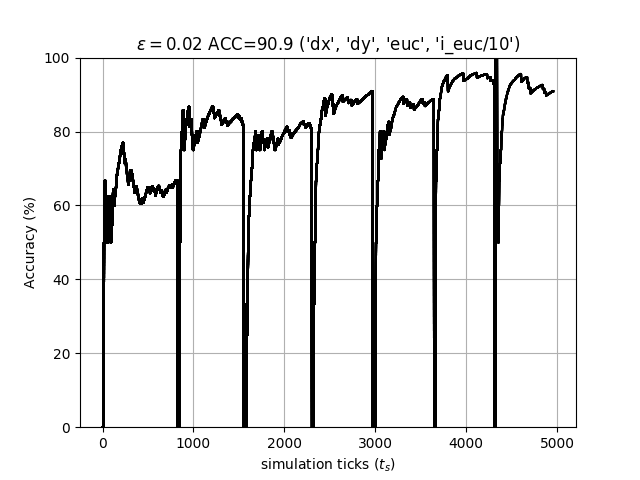 ε = 0.02 ACC=90.9 ('dx', 'dy', 'euc', 'i_euc/10')
100
80
60
40
20
0
Accuracy (%)
0 1000 2000 3000 4000 5000
simulation ticks (tₛ)